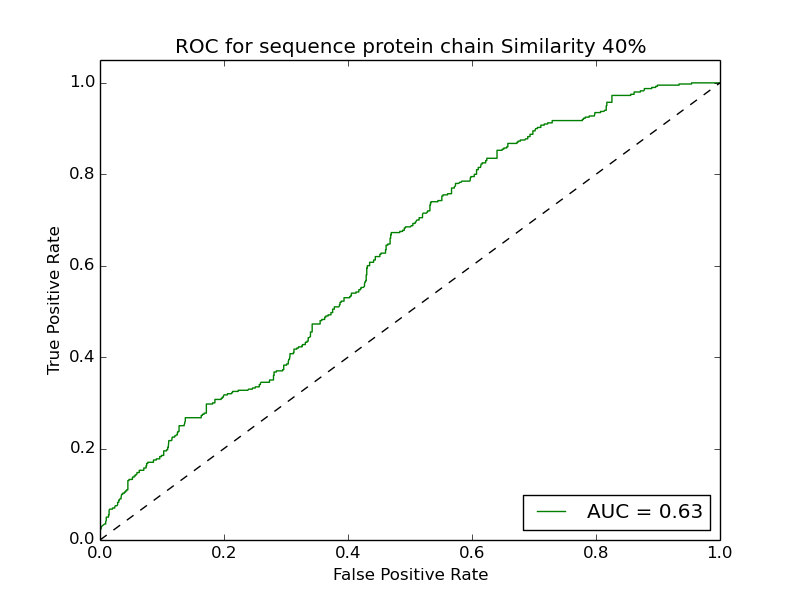 ROC for sequence protein chain Similarity 40%
1.0
0.8
0.6
0.4
0.2
0.0
True Positive Rate
AUC = 0.63
0.0 0.2 0.4 0.6 0.8 1.0
False Positive Rate